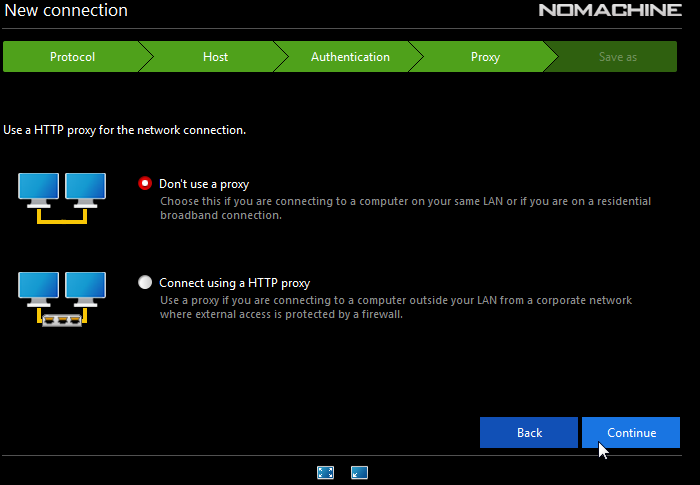 New connection
NOMACHINE
Protocol
Host
Authentication
Proxy
Save as
Use a HTTP proxy for the network connection.
Don't use a proxy
Choose this if you are connecting to a computer on your same LAN or if you are on a residential
broadband connection.
Connect using a HTTP proxy
Use a proxy if you are connecting to a computer outside your LAN from a corporate network
where external access is protected by a firewall.
Back
Continue